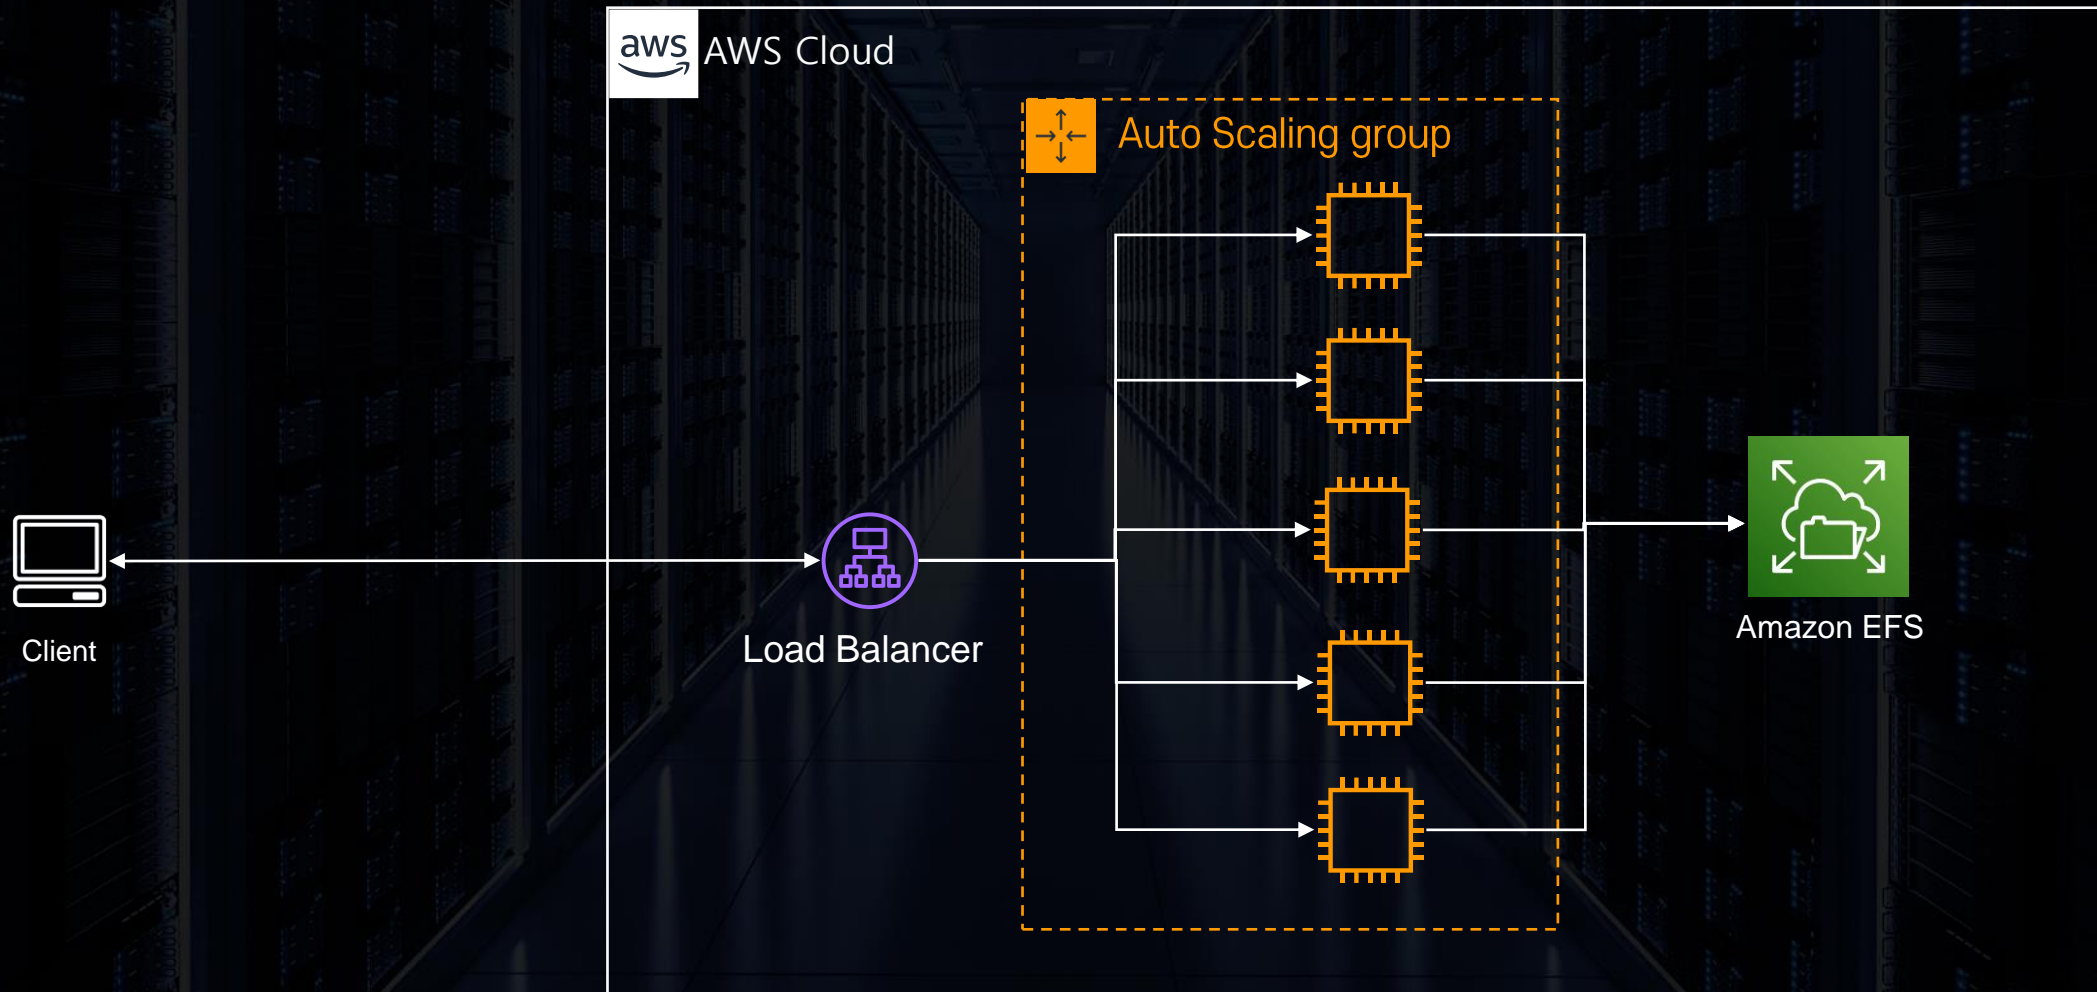 aws
AWS Cloud
Auto Scaling group
Client
Load Balancer
Amazon EFS